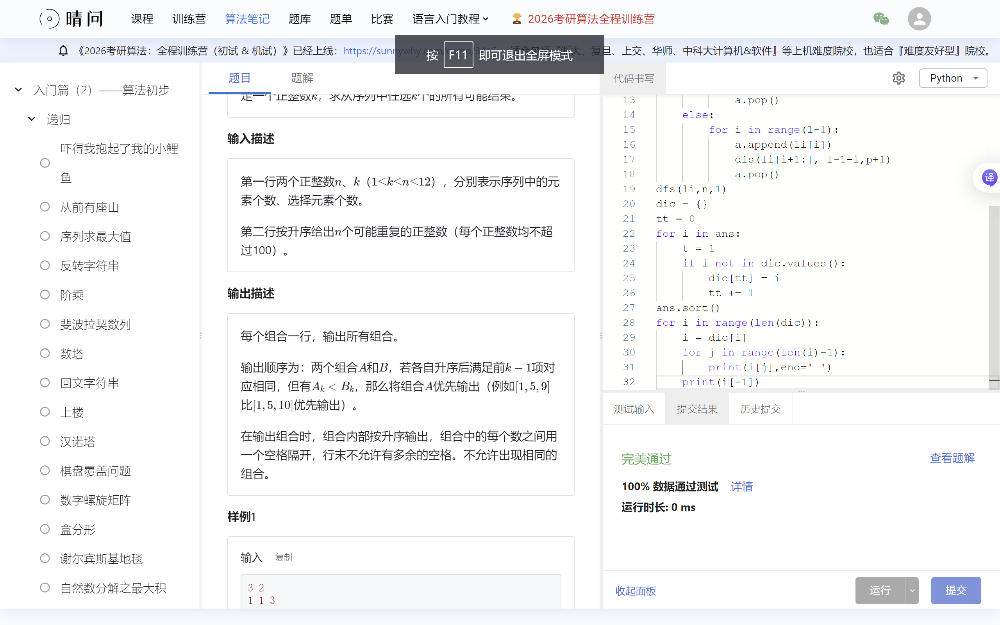 晴问
课程 训练营 算法笔记 题库 题单 比赛 语言入门教程 2026考研算法全程训练营
《2026考研算法：全程训练营（初试 & 机试）》已经上线：https://sunnywhy.com/camp/ 适合包括『浙大、复旦、上交、华师、中科大计算机&软件』等上机难度院校，也适合『难度友好型』院校。
按 F11 即可退出全屏模式
入门篇（2）——算法初步
递归
吓得我抱起了我的小鲤
鱼
从前有座山
序列求最大值
反转字符串
阶乘
斐波拉契数列
数塔
回文字符串
上楼
汉诺塔
棋盘覆盖问题
数字螺旋矩阵
盒分形
谢尔宾斯基地毯
自然数分解之最大积
题目 题解
定一个正整数k，求从序列中任选k个的所有可能结果。
输入描述
第一行两个正整数n、k（1≤k≤n≤12），分别表示序列中的元
素个数、选择元素个数。
第二行按升序给出n个可能重复的正整数（每个正整数均不超
过100）。
输出描述
每个组合一行，输出所有组合。
输出顺序为：两个组合A和B，若各自升序后满足前k − 1项对
应相同，但有Aₖ < Bₖ，那么将组合A优先输出（例如[1, 5, 9]
比[1, 5, 10]优先输出）。
在输出组合时，组合内部按升序输出，组合中的每个数之间用
一个空格隔开，行末不允许有多余的空格。不允许出现相同的
组合。
样例1
输入 复制
3 2
1 1 3
代码书写 Python
13 a.pop()
14 else:
15 for i in range(l-1):
16 a.append(li[i])
17 dfs(li[i+1:], l-1-i,p+1)
18 a.pop()
19 dfs(li,n,1)
20 dic = {}
21 tt = 0
22 for i in ans:
23 t = 1
24 if i not in dic.values():
25 dic[tt] = i
26 tt += 1
27 ans.sort()
28 for i in range(len(dic)):
29 i = dic[i]
30 for j in range(len(i)-1):
31 print(i[j],end=' ')
32 print(i[-1])
译
测试输入 提交结果 历史提交
完美通过 查看题解
100% 数据通过测试 详情
运行时长: 0 ms
收起面板 运行 提交